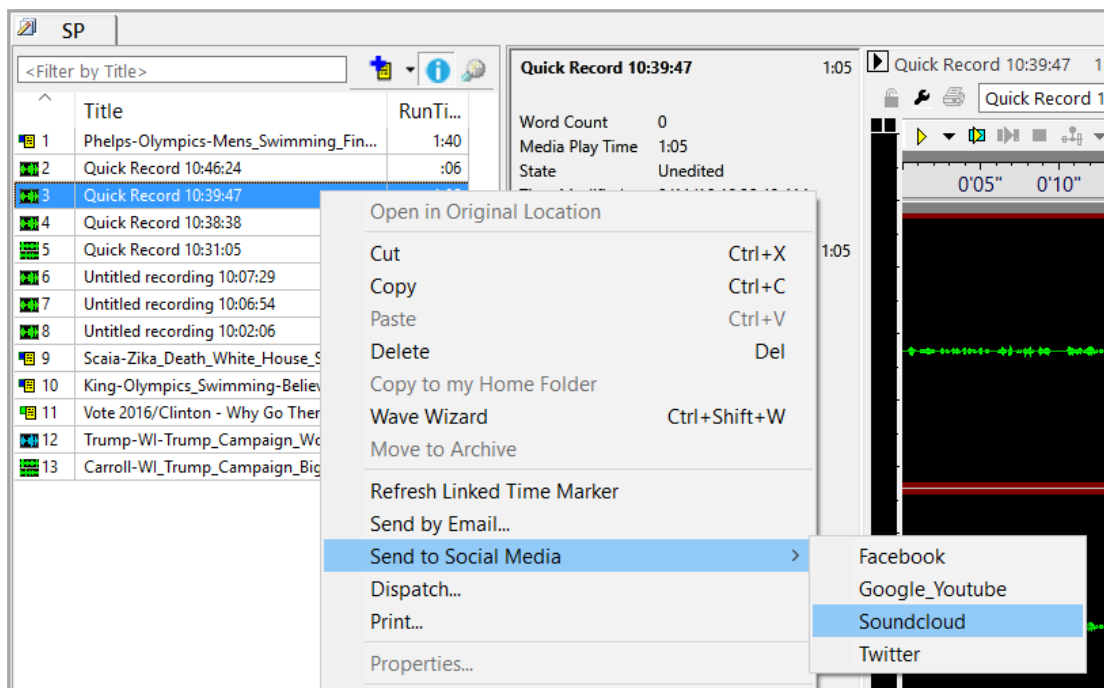 SP
<Filter by Title>
Title RunTi...
1 Phelps-Olympics-Mens_Swimming_Fin... 1:40
2 Quick Record 10:46:24 :06
3 Quick Record 10:39:47
4 Quick Record 10:38:38
5 Quick Record 10:31:05
6 Untitled recording 10:07:29
7 Untitled recording 10:06:54
8 Untitled recording 10:02:06
9 Scaia-Zika_Death_White_House_S
10 King-Olympics_Swimming-Believ
11 Vote 2016/Clinton - Why Go Ther
12 Trump-WI-Trump_Campaign_Wo
13 Carroll-WI_Trump_Campaign_Big
Quick Record 10:39:47 1:05
Word Count 0
Media Play Time 1:05
State Unedited
1:05
Open in Original Location
Cut Ctrl+X
Copy Ctrl+C
Paste Ctrl+V
Delete Del
Copy to my Home Folder
Wave Wizard Ctrl+Shift+W
Move to Archive
Refresh Linked Time Marker
Send by Email...
Send to Social Media >
Dispatch...
Print...
Properties...
Facebook
Google_Youtube
Soundcloud
Twitter
Quick Record 10:39:47 1
Quick Record 1
0'05" 0'10"